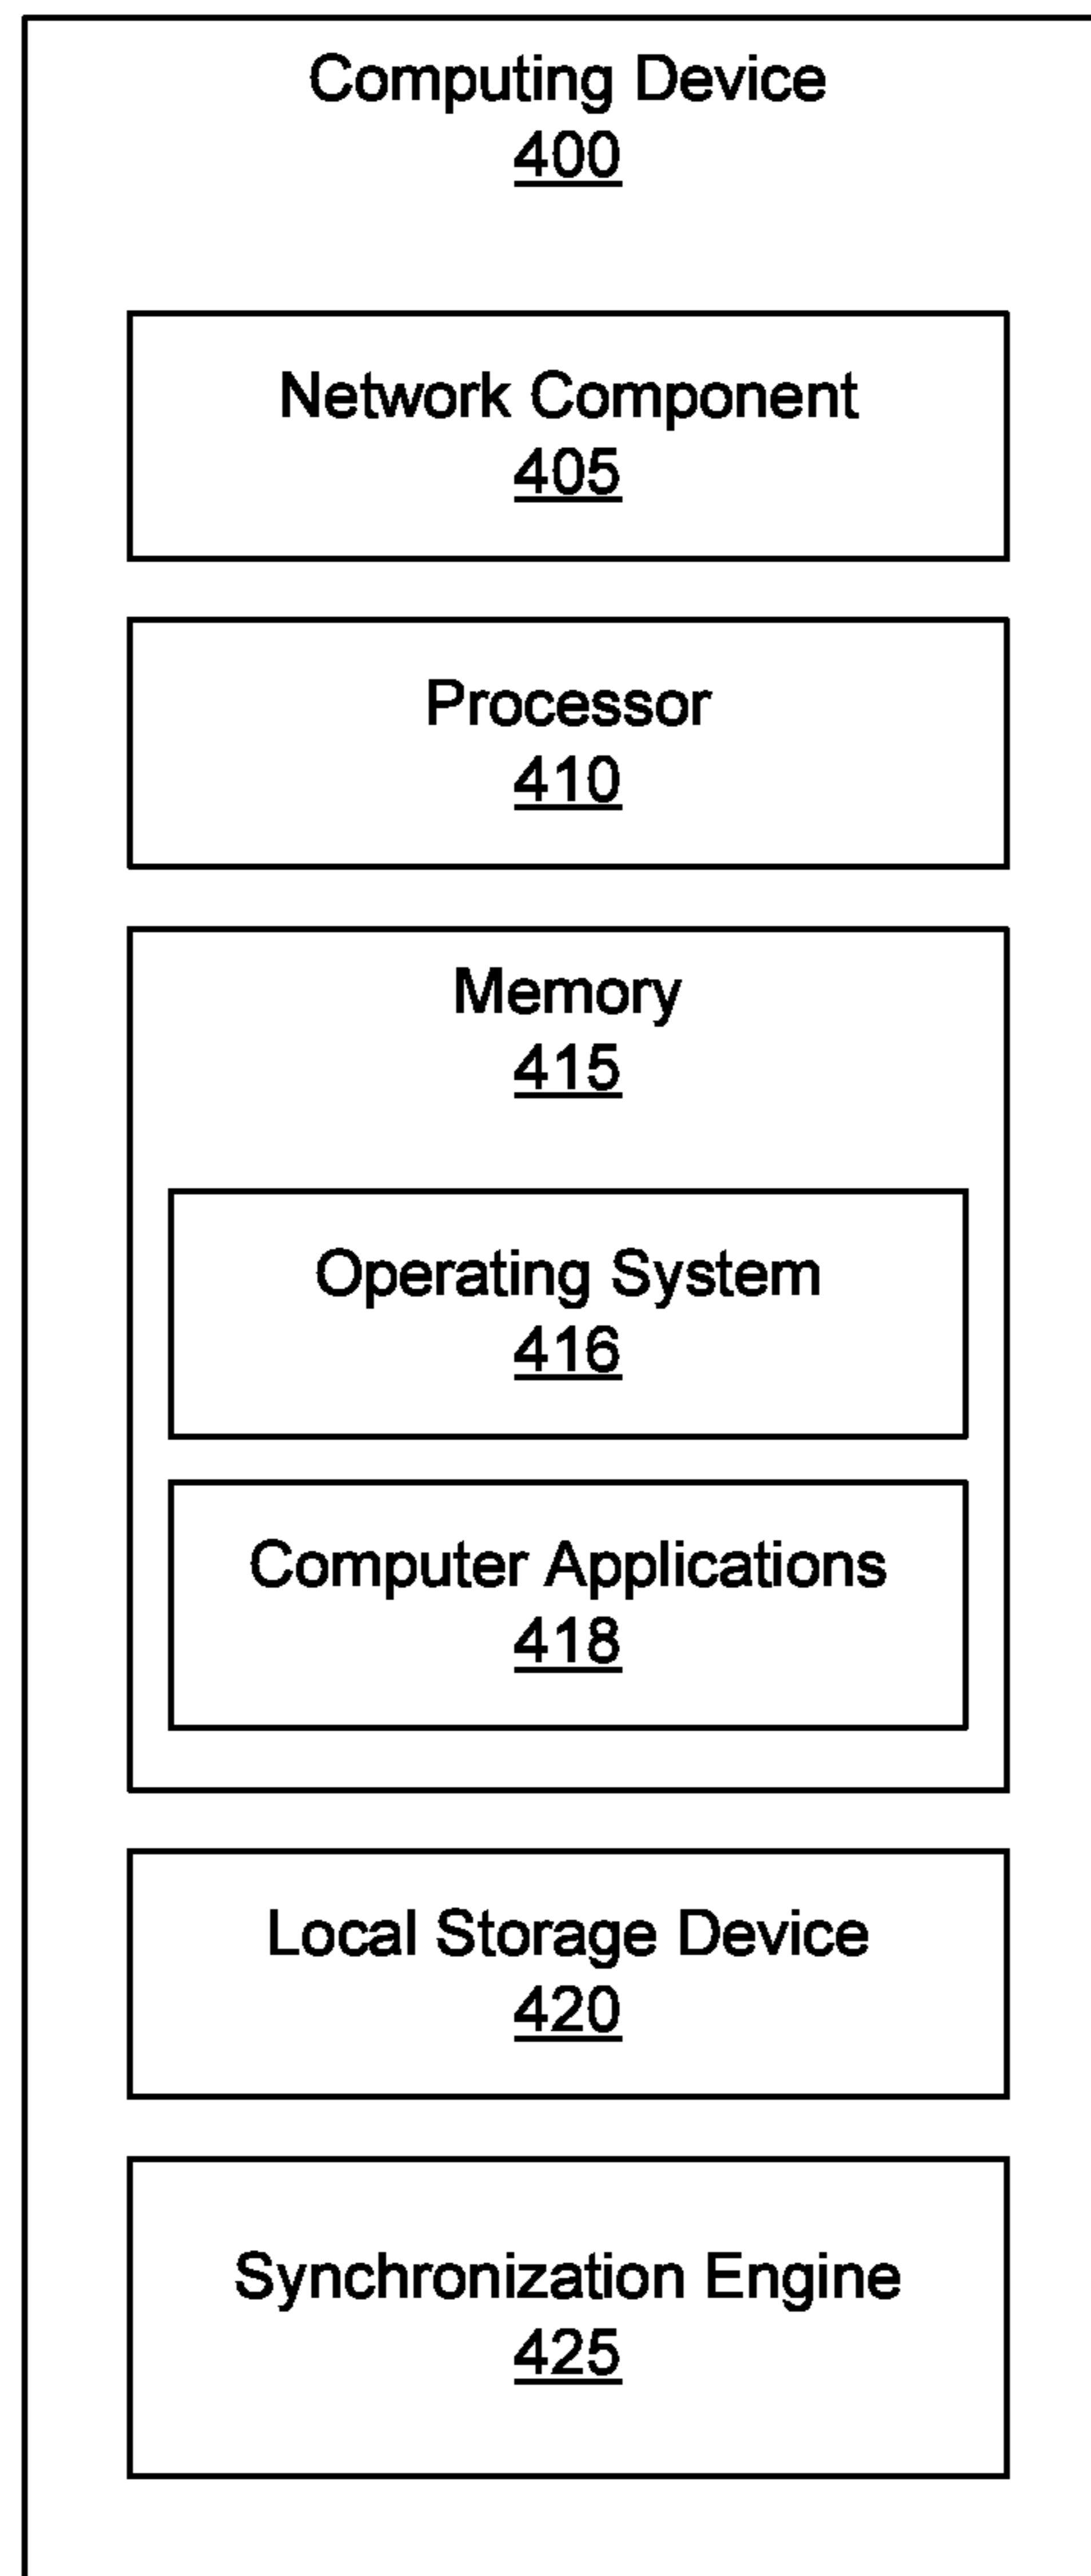 Computing Device
400
Network Component
405
Processor
410
Memory
415
Operating System
416
Computer Applications
418
Local Storage Device
420
Synchronization Engine
425